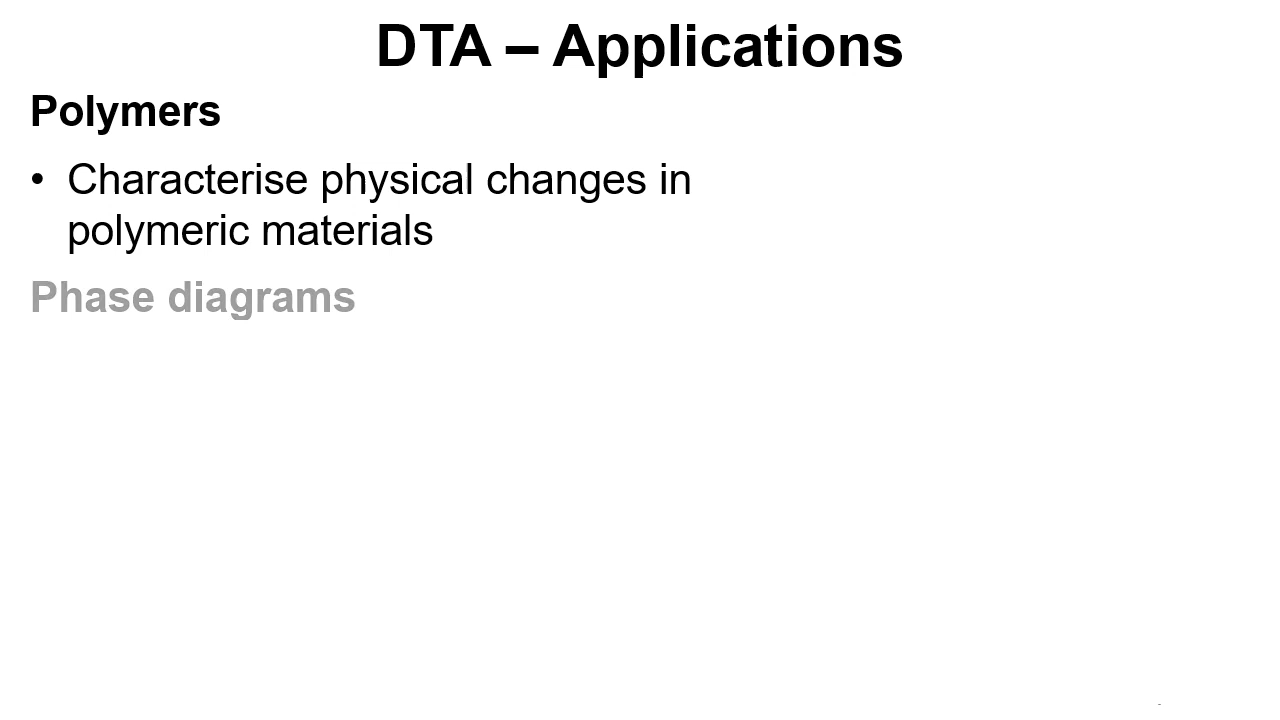 DTA – Applications
Polymers
• Characterise physical changes in
polymeric materials
Phase diagrams